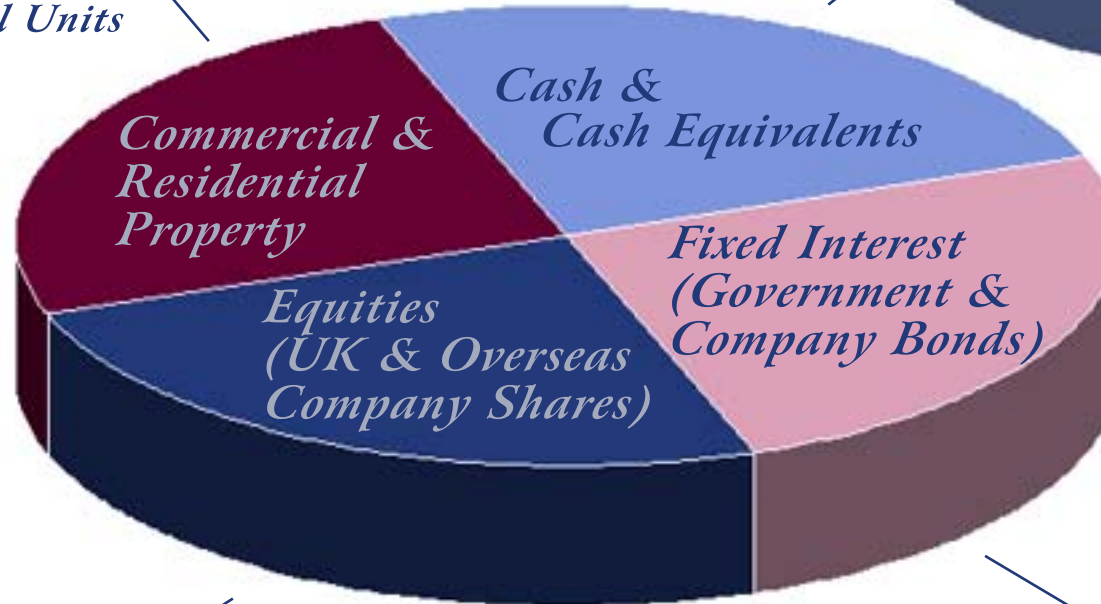 Units
Cash &
Cash Equivalents
Commercial &
Residential
Property
Fixed Interest
(Government &
Company Bonds)
Equities
(UK & Overseas
Company Shares)